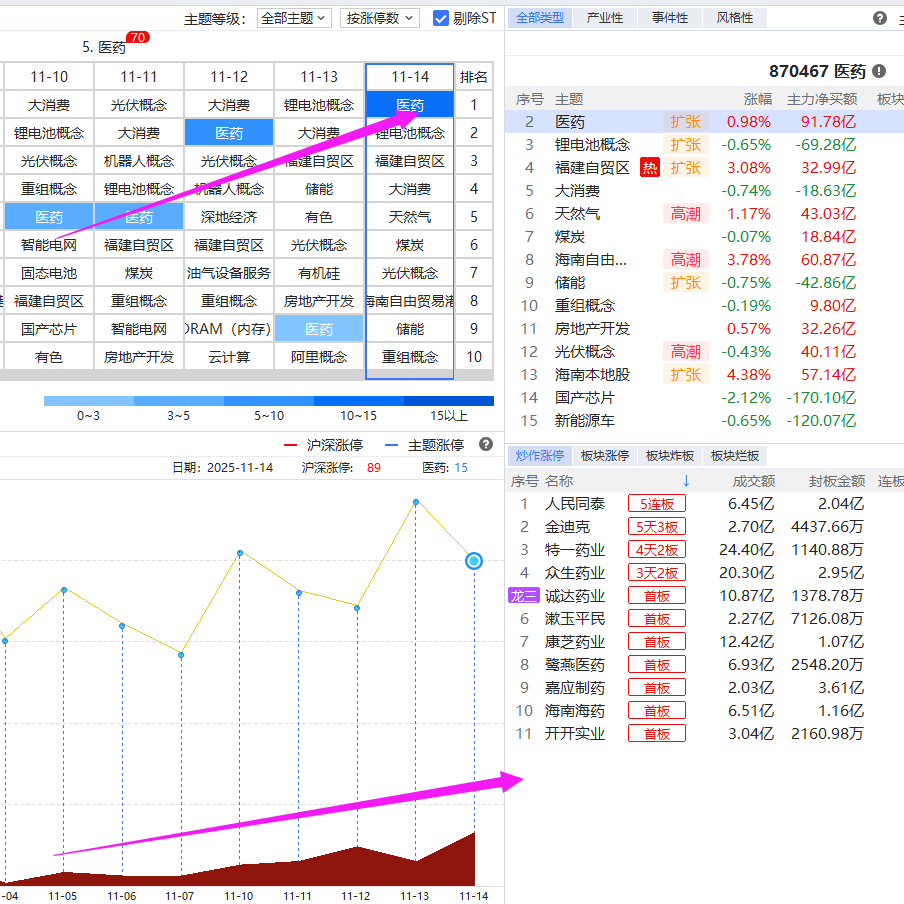 主题等级： 全部主题 按涨停数 剔除ST
5. 医药 70
11-10 11-11 11-12 11-13 11-14 排名
大消费 光伏概念 大消费 锂电池概念 医药 1
锂电池概念 大消费 医药 大消费 锂电池概念 2
光伏概念 机器人概念 光伏概念 福建自贸区 福建自贸区 3
重组概念 锂电池概念 机器人概念 储能 大消费 4
医药 医药 深地经济 有色 天然气 5
智能电网 福建自贸区 福建自贸区 光伏概念 煤炭 6
固态电池 煤炭 油气设备服务 有机硅 光伏概念 7
福建自贸区 重组概念 重组概念 房地产开发 海南自由贸易港 8
国产芯片 智能电网 DRAM（内存） 医药 储能 9
有色 房地产开发 云计算 阿里概念 重组概念 10
0~3 3~5 5~10 10~15 15以上
沪深涨停 主题涨停 ?
日期：2025-11-14 沪深涨停: 89 医药: 15
-04 11-05 11-06 11-07 11-10 11-11 11-12 11-13 11-14
全部类型 产业性 事件性 风格性 ?
870467 医药
序号 主题 涨幅 主力净买额 板块
2 医药 扩张 0.98% 91.78亿
3 锂电池概念 扩张 -0.65% -69.28亿
4 福建自贸区 热 扩张 3.08% 32.99亿
5 大消费 -0.74% -18.63亿
6 天然气 高潮 1.17% 43.03亿
7 煤炭 -0.07% 18.84亿
8 海南自由... 高潮 3.78% 60.87亿
9 储能 扩张 -0.75% -42.86亿
10 重组概念 -0.19% 9.80亿
11 房地产开发 0.57% 32.26亿
12 光伏概念 高潮 -0.43% 40.11亿
13 海南本地股 扩张 4.38% 57.14亿
14 国产芯片 -2.12% -170.10亿
15 新能源车 -0.65% -120.07亿
炒作涨停 板块涨停 板块炸板 板块烂板
序号 名称 ↓ 成交额 封板金额 连板
1 人民同泰 5连板 6.45亿 2.04亿
2 金迪克 5天3板 2.70亿 4437.66万
3 特一药业 4天2板 24.40亿 1140.88万
4 众生药业 3天2板 20.30亿 2.95亿
龙三 诚达药业 首板 10.87亿 1378.78万
6 漱玉平民 首板 2.27亿 7126.08万
7 康芝药业 首板 12.42亿 1.07亿
8 鹭燕医药 首板 6.93亿 2548.20万
9 嘉应制药 首板 2.03亿 3.61亿
10 海南海药 首板 6.51亿 1.16亿
11 开开实业 首板 3.04亿 2160.98万